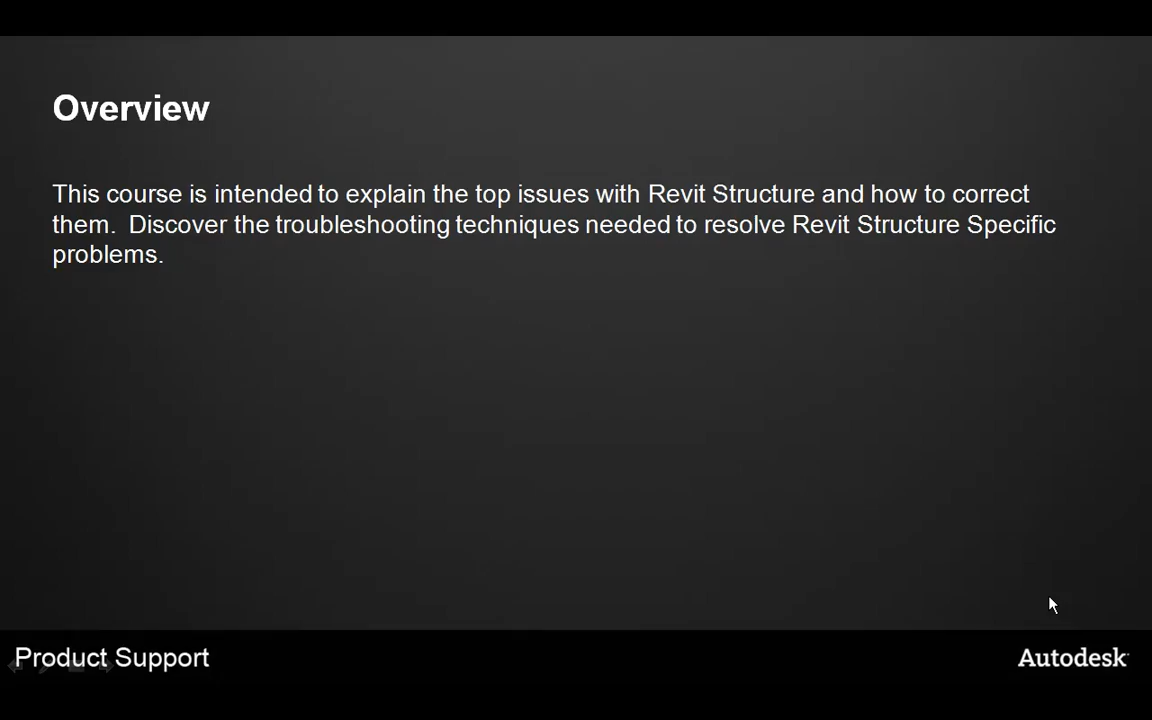 Overview
This course is intended to explain the top issues with Revit Structure and how to correct
them.  Discover the troubleshooting techniques needed to resolve Revit Structure Specific
problems.
Product Support
Autodesk